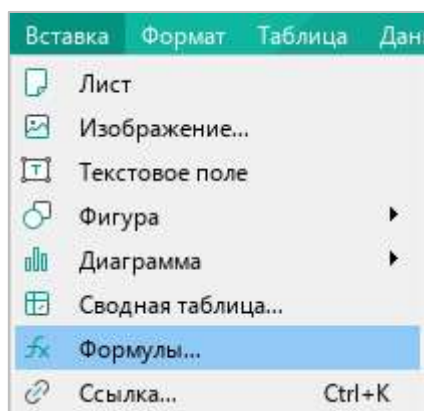 Вставка Формат Таблица Дан
Лист
Изображение...
Текстовое поле
Фигура
Диаграмма
Сводная таблица...
Формулы...
Ссылка... Ctrl+K